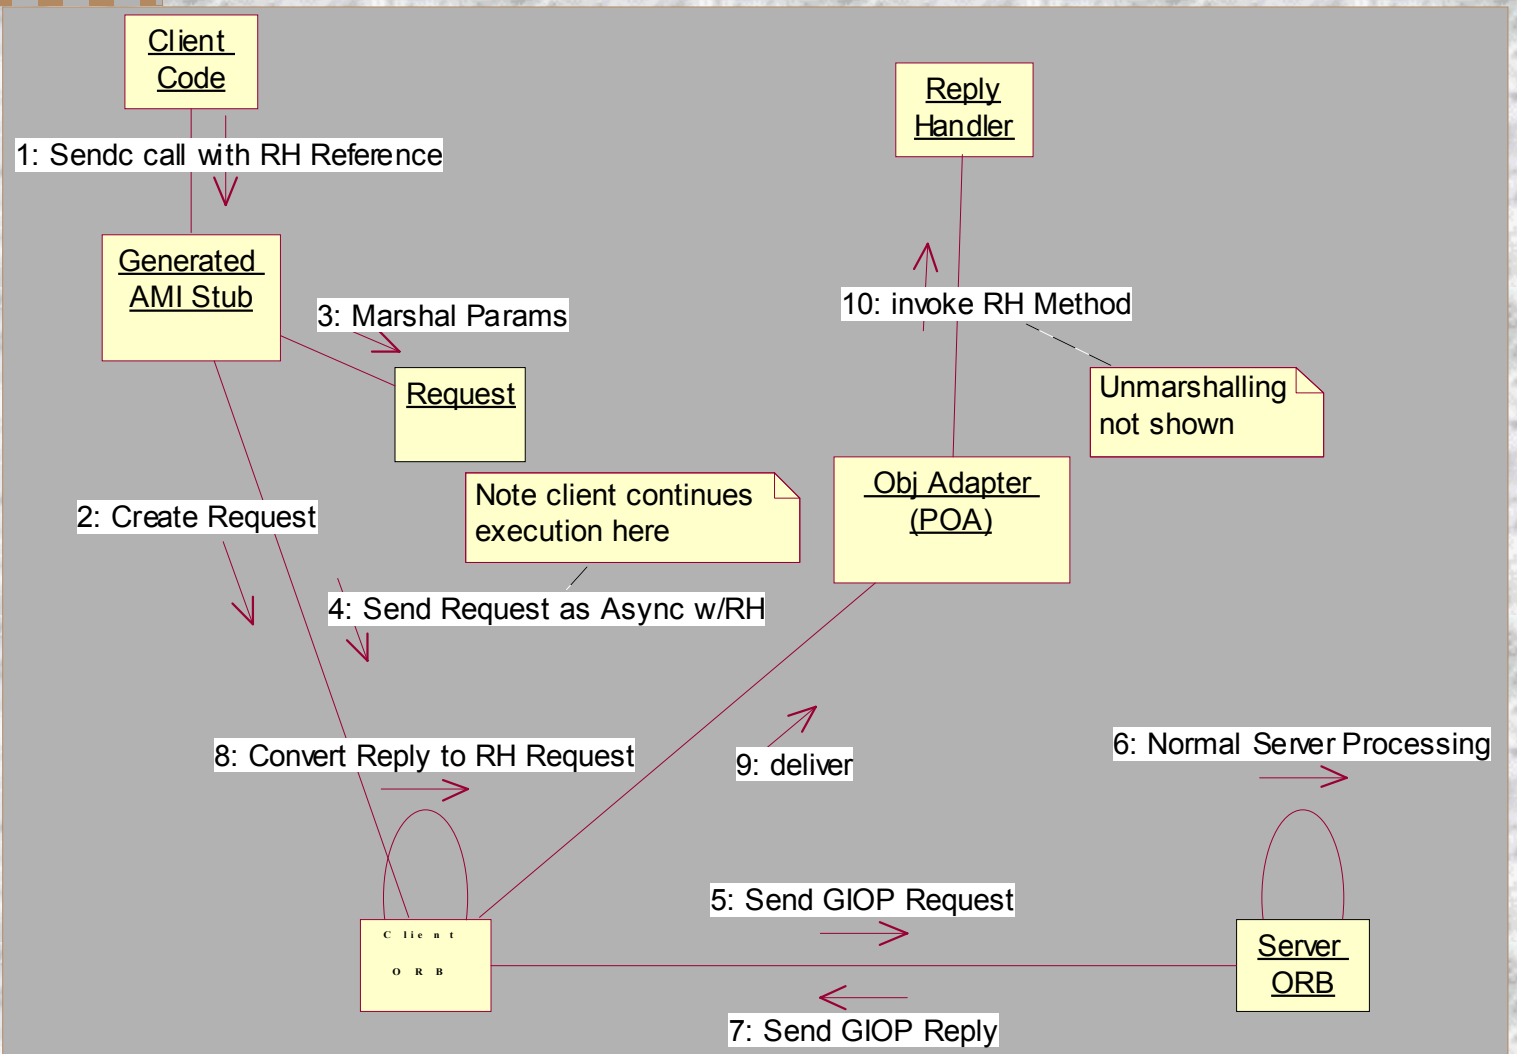 Client
Code
1: Sendc call with RH Reference
Reply
Handler
Generated
AMI Stub
3: Marshal Params
10: invoke RH Method
Request
Unmarshalling
not shown
Note client continues
execution here
Obj Adapter
(POA)
2: Create Request
4: Send Request as Async w/RH
8: Convert Reply to RH Request
9: deliver
6: Normal Server Processing
5: Send GIOP Request
Client
ORB
Server
ORB
7: Send GIOP Reply